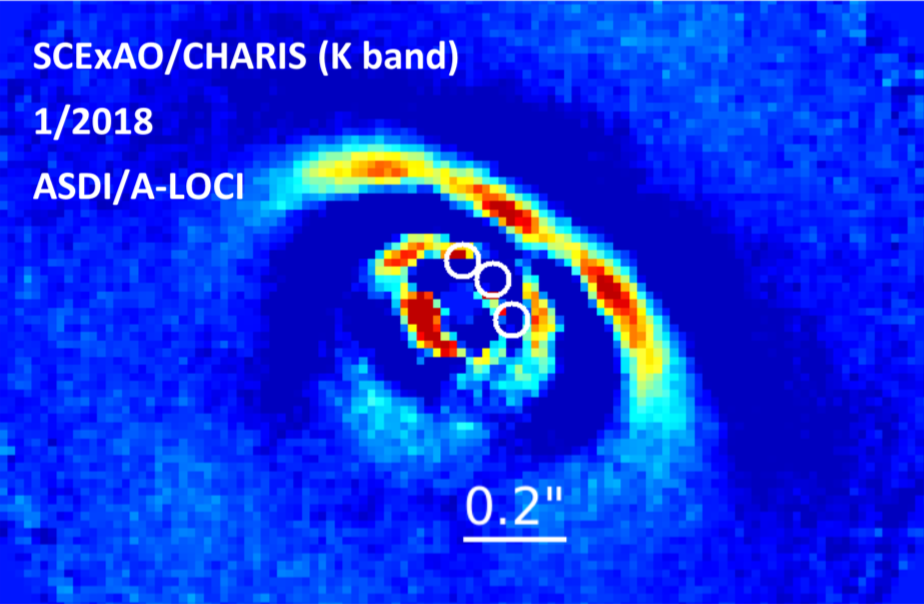 SCExAO/CHARIS (K band)
1/2018
ASDI/A-LOCI
0.2"